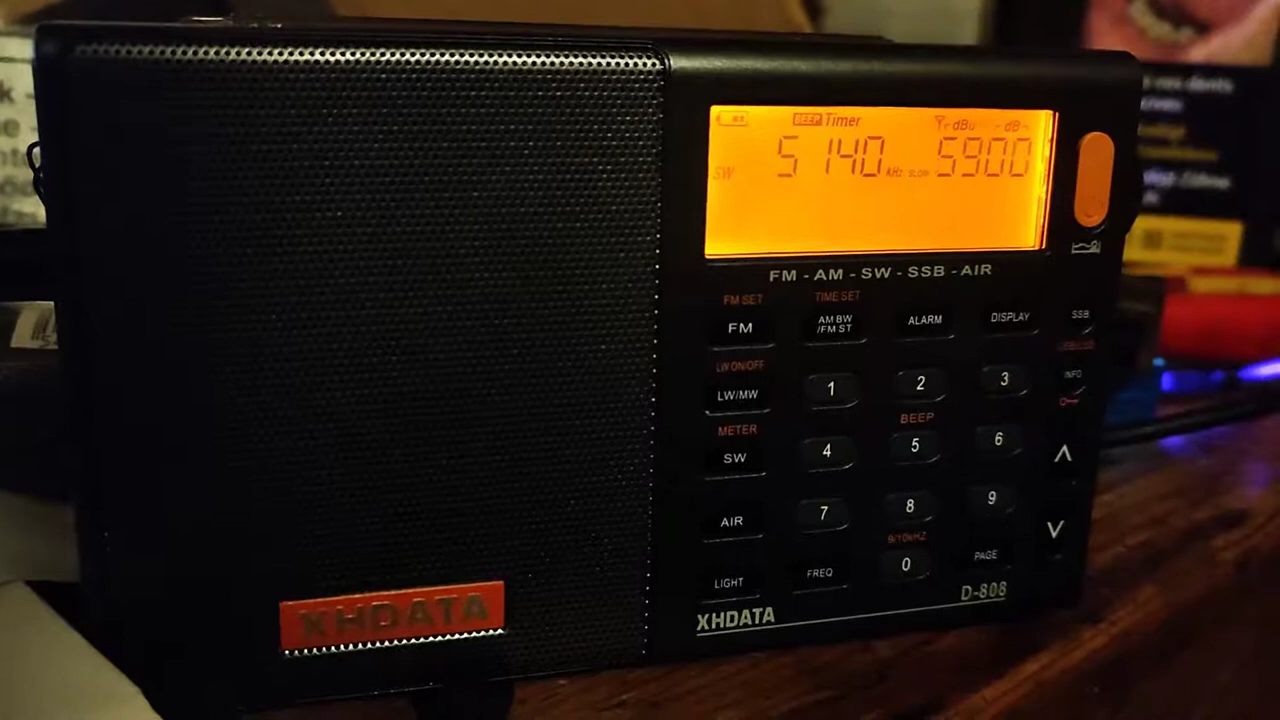 BEEP Timer dBu dB
SW 5 140 KHz SLOW 5900
FM - AM - SW - SSB - AIR
FM SET TIME SET
FM AM BW /FM ST ALARM DISPLAY SSB
LW ON/OFF
LW/MW 1 2 3 INFO
METER BEEP
SW 4 5 6
AIR 7 8 9
9/10kHZ
LIGHT FREQ 0 PAGE
XHDATA D-808
XHDATA